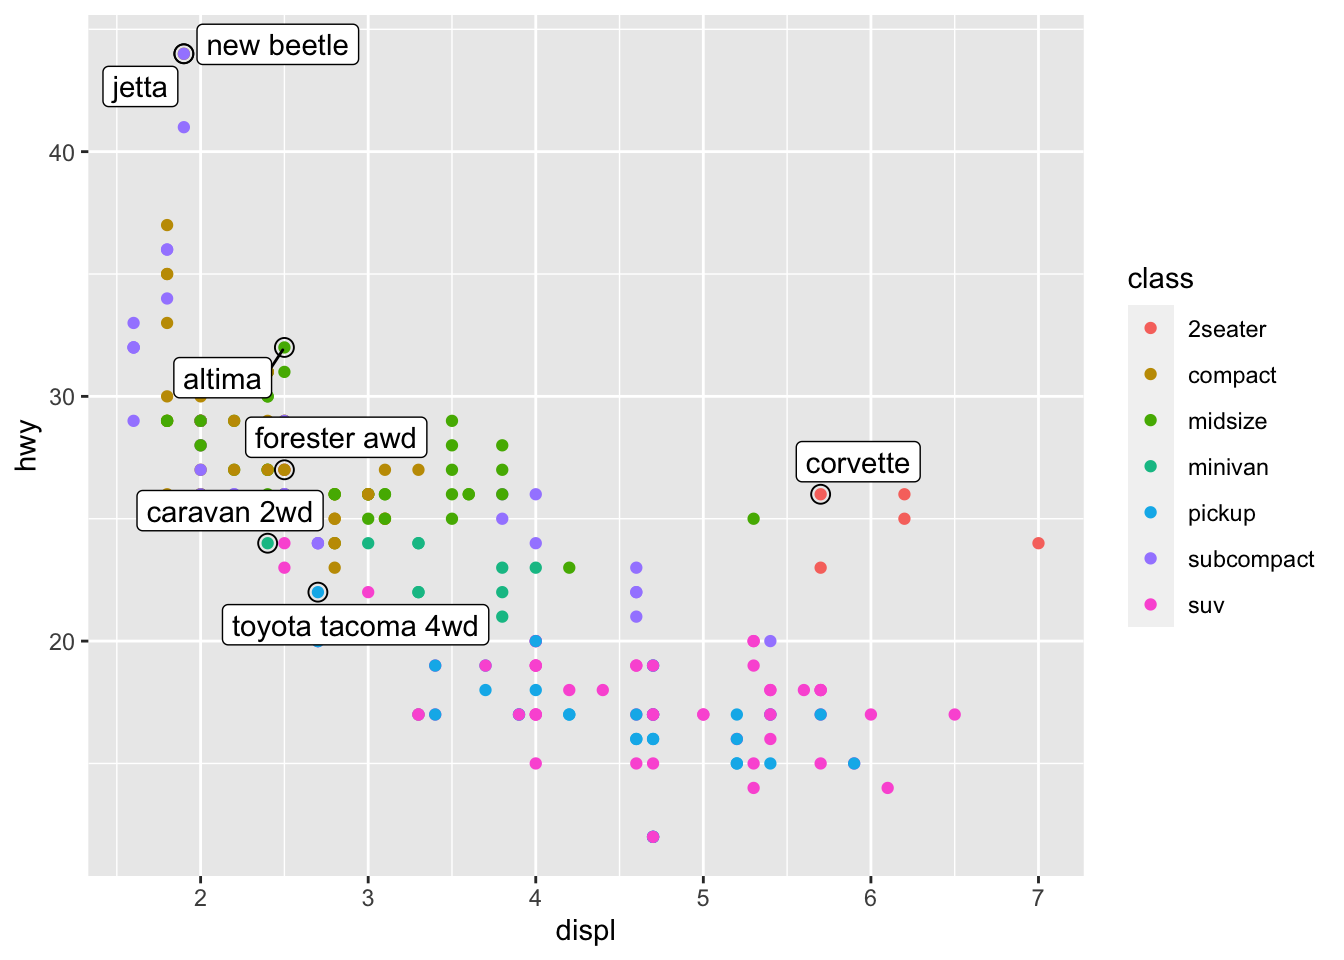 new beetle
jetta
40
altima
30
forester awd
hwy
corvette
caravan 2wd
toyota tacoma 4wd
20
2
3
4
5
6
7
displ
class
2seater
compact
midsize
minivan
pickup
subcompact
suv